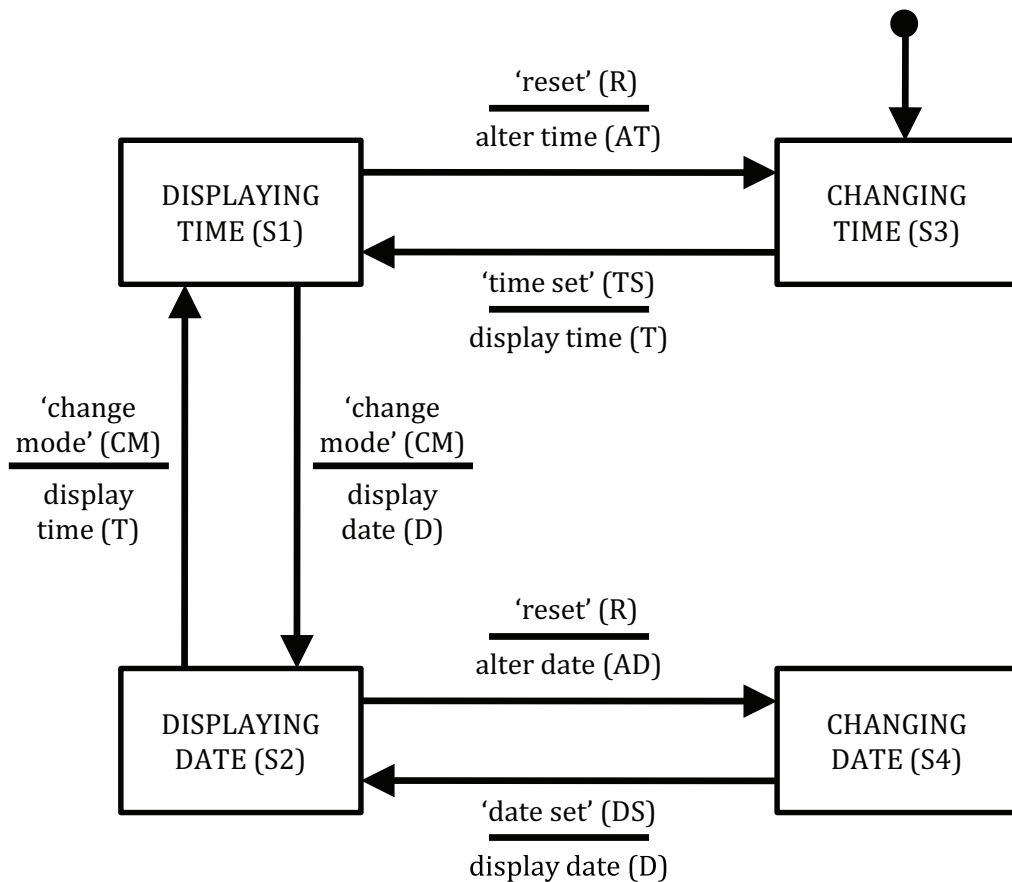 ‘reset’ (R)
alter time (AT)
DISPLAYING
TIME (S1)
CHANGING
TIME (S3)
‘time set’ (TS)
display time (T)
‘change
mode’ (CM)
display
time (T)
‘change
mode’ (CM)
display
date (D)
‘reset’ (R)
alter date (AD)
DISPLAYING
DATE (S2)
CHANGING
DATE (S4)
‘date set’ (DS)
display date (D)